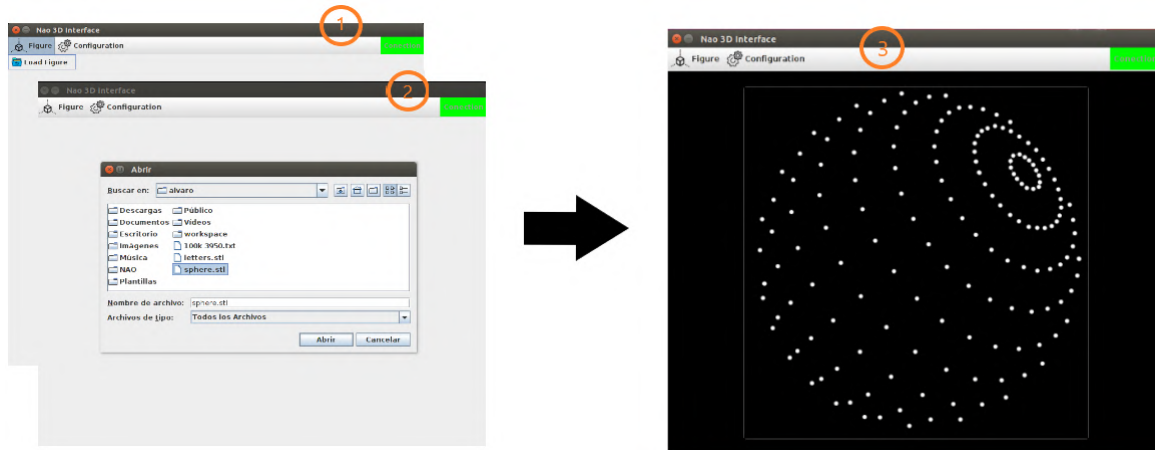 1
Nao 3D Interface
Figure Configuration
Load Figure
2
Nao 3D Interface
Figure Configuration
Abrir
Buscar en: alvaro
Descargas Público
Documentos Vídeos
Escritorio workspace
Imágenes 100k 3950.txt
Música letters.stl
NAO sphere.stl
Plantillas
Nombre de archivo: sphere.stl
Archivos de tipo: Todos los Archivos
Abrir Cancelar
3
Nao 3D Interface
Figure Configuration